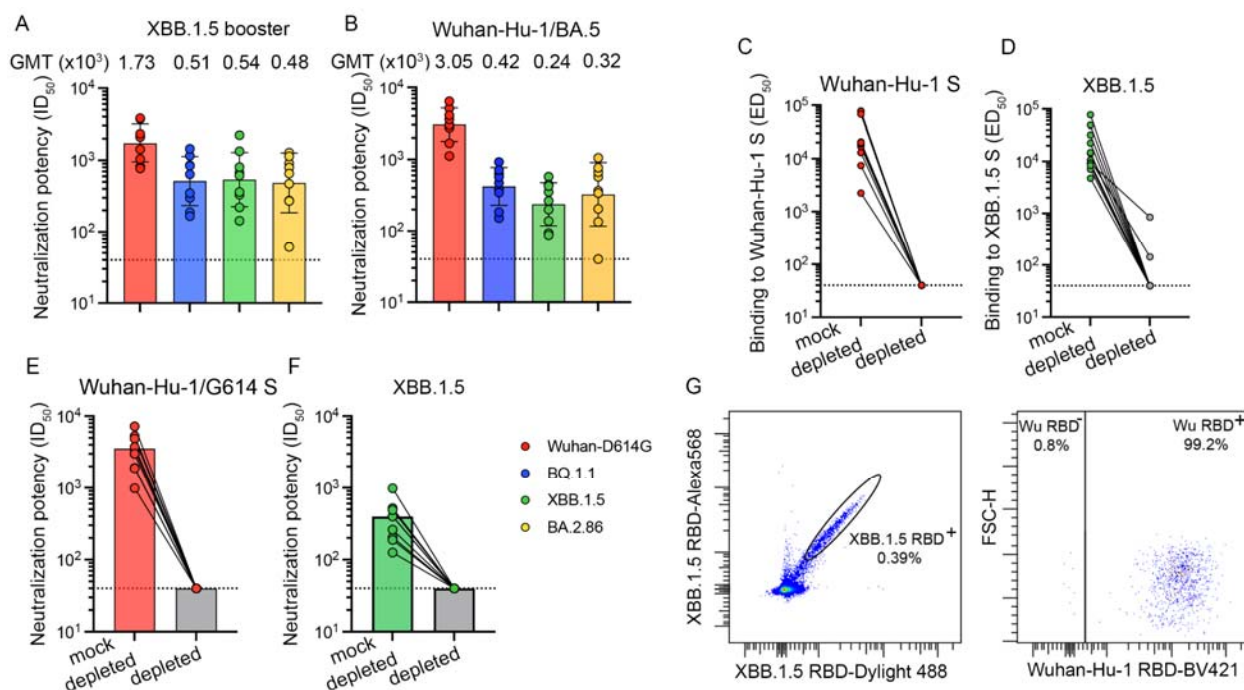 A
XBB.1.5 booster
GMT (x10³) 1.73 0.51 0.54 0.48
Neutralization potency (ID₅₀)
10⁴
10³
10²
10¹
B
Wuhan-Hu-1/BA.5
3.05 0.42 0.24 0.32
Neutralization potency (ID₅₀)
10⁴
10³
10²
10¹
C
Wuhan-Hu-1 S
Binding to Wuhan-Hu-1 S (ED₅₀)
10⁵
10⁴
10³
10²
10¹
mock
depleted
depleted
D
XBB.1.5
Binding to XBB.1.5 S (ED₅₀)
10⁵
10⁴
10³
10²
10¹
mock
depleted
depleted
E
Wuhan-Hu-1/G614 S
Neutralization potency (ID₅₀)
10⁴
10³
10²
10¹
mock
depleted
depleted
F
XBB.1.5
Neutralization potency (ID₅₀)
10⁴
10³
10²
10¹
mock
depleted
depleted
Wuhan-D614G
BQ.1.1
XBB.1.5
BA.2.86
G
XBB.1.5 RBD-Alexa568
XBB.1.5 RBD⁺
0.39%
XBB.1.5 RBD-Dylight 488
FSC-H
Wu RBD⁻
0.8%
Wu RBD⁺
99.2%
Wuhan-Hu-1 RBD-BV421